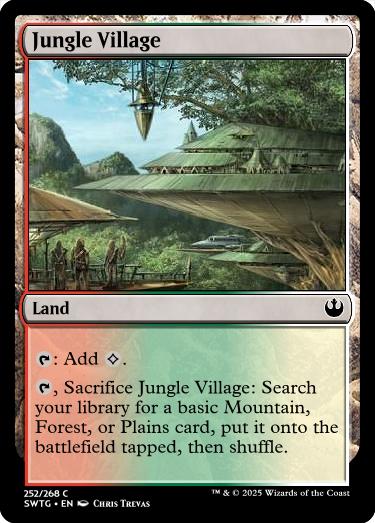 Jungle Village
Land
: Add .
, Sacrifice Jungle Village: Search
your library for a basic Mountain,
Forest, or Plains card, put it onto the
battlefield tapped, then shuffle.
252/268 C
SWTG • EN Chris Trevas
™ & © 2025 Wizards of the Coast